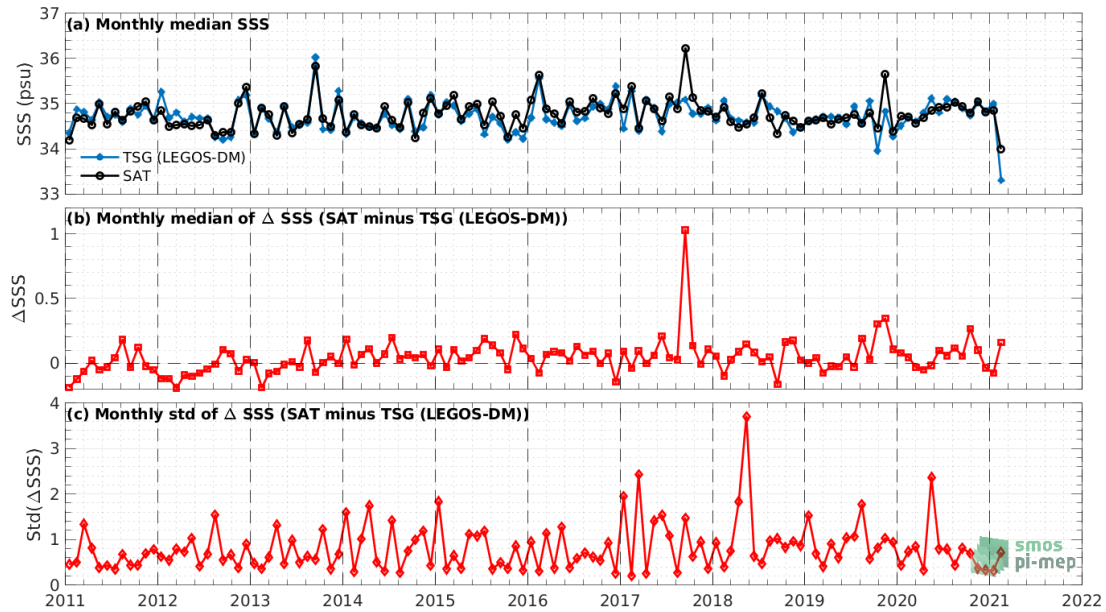 (a) Monthly median SSS
37
36
35
34
33
SSS (psu)
TSG (LEGOS-DM)
SAT
(b) Monthly median of Δ SSS (SAT minus TSG (LEGOS-DM))
1
0.5
0
ΔSSS
(c) Monthly std of Δ SSS (SAT minus TSG (LEGOS-DM))
4
3
2
1
0
Std(ΔSSS)
smos
pi-mep
2011 2012 2013 2014 2015 2016 2017 2018 2019 2020 2021 2022